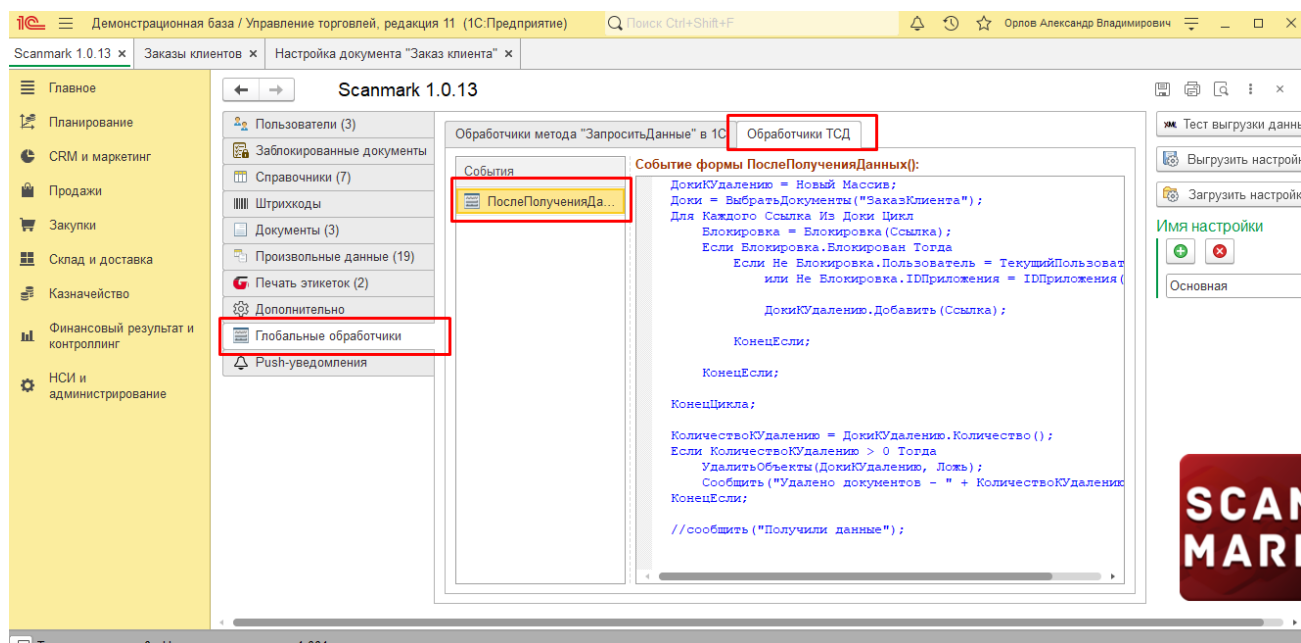 Демонстрационная база / Управление торговлей, редакция 11 (1С:Предприятие)
Поиск Ctrl+Shift+F
Орлов Александр Владимирович
Scanmark 1.0.13 ×
Заказы клиентов ×
Настройка документа "Заказ клиента" ×
Главное
Планирование
CRM и маркетинг
Продажи
Закупки
Склад и доставка
Казначейство
Финансовый результат и
контроллинг
НСИ и
администрирование
Scanmark 1.0.13
Пользователи (3)
Заблокированные документы
Справочники (7)
Штрихкоды
Документы (3)
Произвольные данные (19)
Печать этикеток (2)
Дополнительно
Глобальные обработчики
Push-уведомления
Обработчики метода "ЗапроситьДанные" в 1С
Обработчики ТСД
События
ПослеПолученияДа...
Событие формы ПослеПолученияДанных():
ДокиКУдалению = Новый Массив;
Доки = ВыбратьДокументы("ЗаказКлиента");
Для Каждого Ссылка Из Доки Цикл
Блокировка = Блокировка(Ссылка);
Если Блокировка.Блокирован Тогда
Если Не Блокировка.Пользователь = ТекущийПользоват
или Не Блокировка.IDПриложения = IDПриложения(
ДокиКУдалению.Добавить(Ссылка);
КонецЕсли;
КонецЕсли;
КонецЦикла;
КоличествоКУдалению = ДокиКУдалению.Количество();
Если КоличествоКУдалению > 0 Тогда
УдалитьОбъекты(ДокиКУдалению, Ложь);
Сообщить("Удалено документов - " + КоличествоКУдалению
КонецЕсли;
//сообщить("Получили данные");
XML Тест выгрузки данны
Выгрузить настройк
Загрузить настройк
Имя настройки
Основная
SCAN
MAR